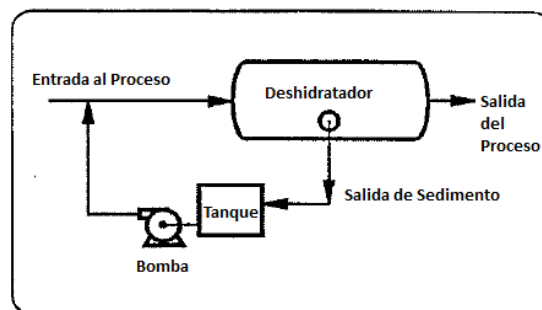 Entrada al Proceso
Deshidratador
Salida
del
Proceso
Salida de Sedimento
Tanque
Bomba